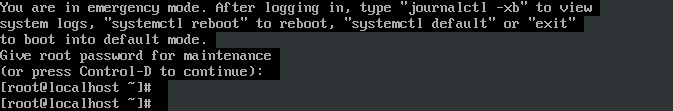 You are in emergency mode. After logging in, type "journalctl -xb" to view
system logs, "systemctl reboot" to reboot, "systemctl default" or "exit"
to boot into default mode.
Give root password for maintenance
(or press Control-D to continue):
[root@localhost ~]#
[root@localhost ~]#